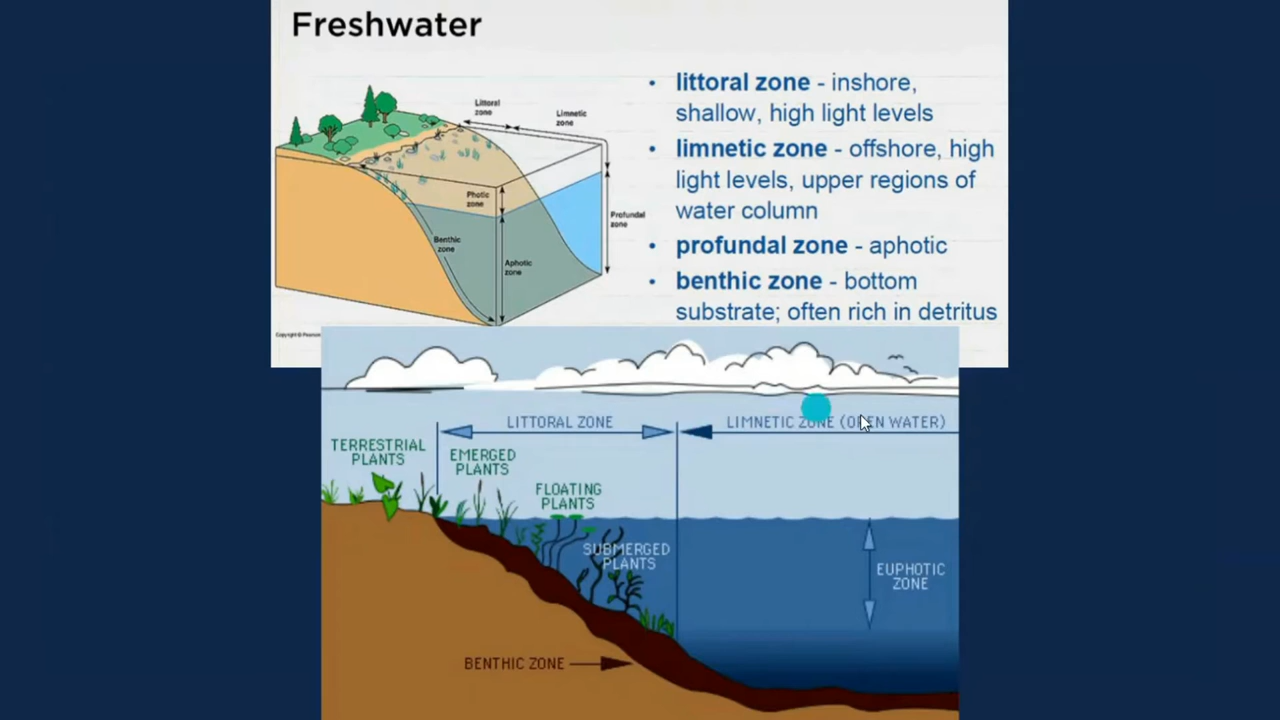 Freshwater
Littoral
zone
Limnetic
zone
Photic
zone
Profundal
zone
Benthic
zone
Aphotic
zone
Copyright © Pearson
• littoral zone - inshore,
shallow, high light levels
• limnetic zone - offshore, high
light levels, upper regions of
water column
• profundal zone - aphotic
• benthic zone - bottom
substrate; often rich in detritus
LITTORAL ZONE
LIMNETIC ZONE (OPEN WATER)
TERRESTRIAL
PLANTS
EMERGED
PLANTS
FLOATING
PLANTS
SUBMERGED
PLANTS
EUPHOTIC
ZONE
BENTHIC ZONE